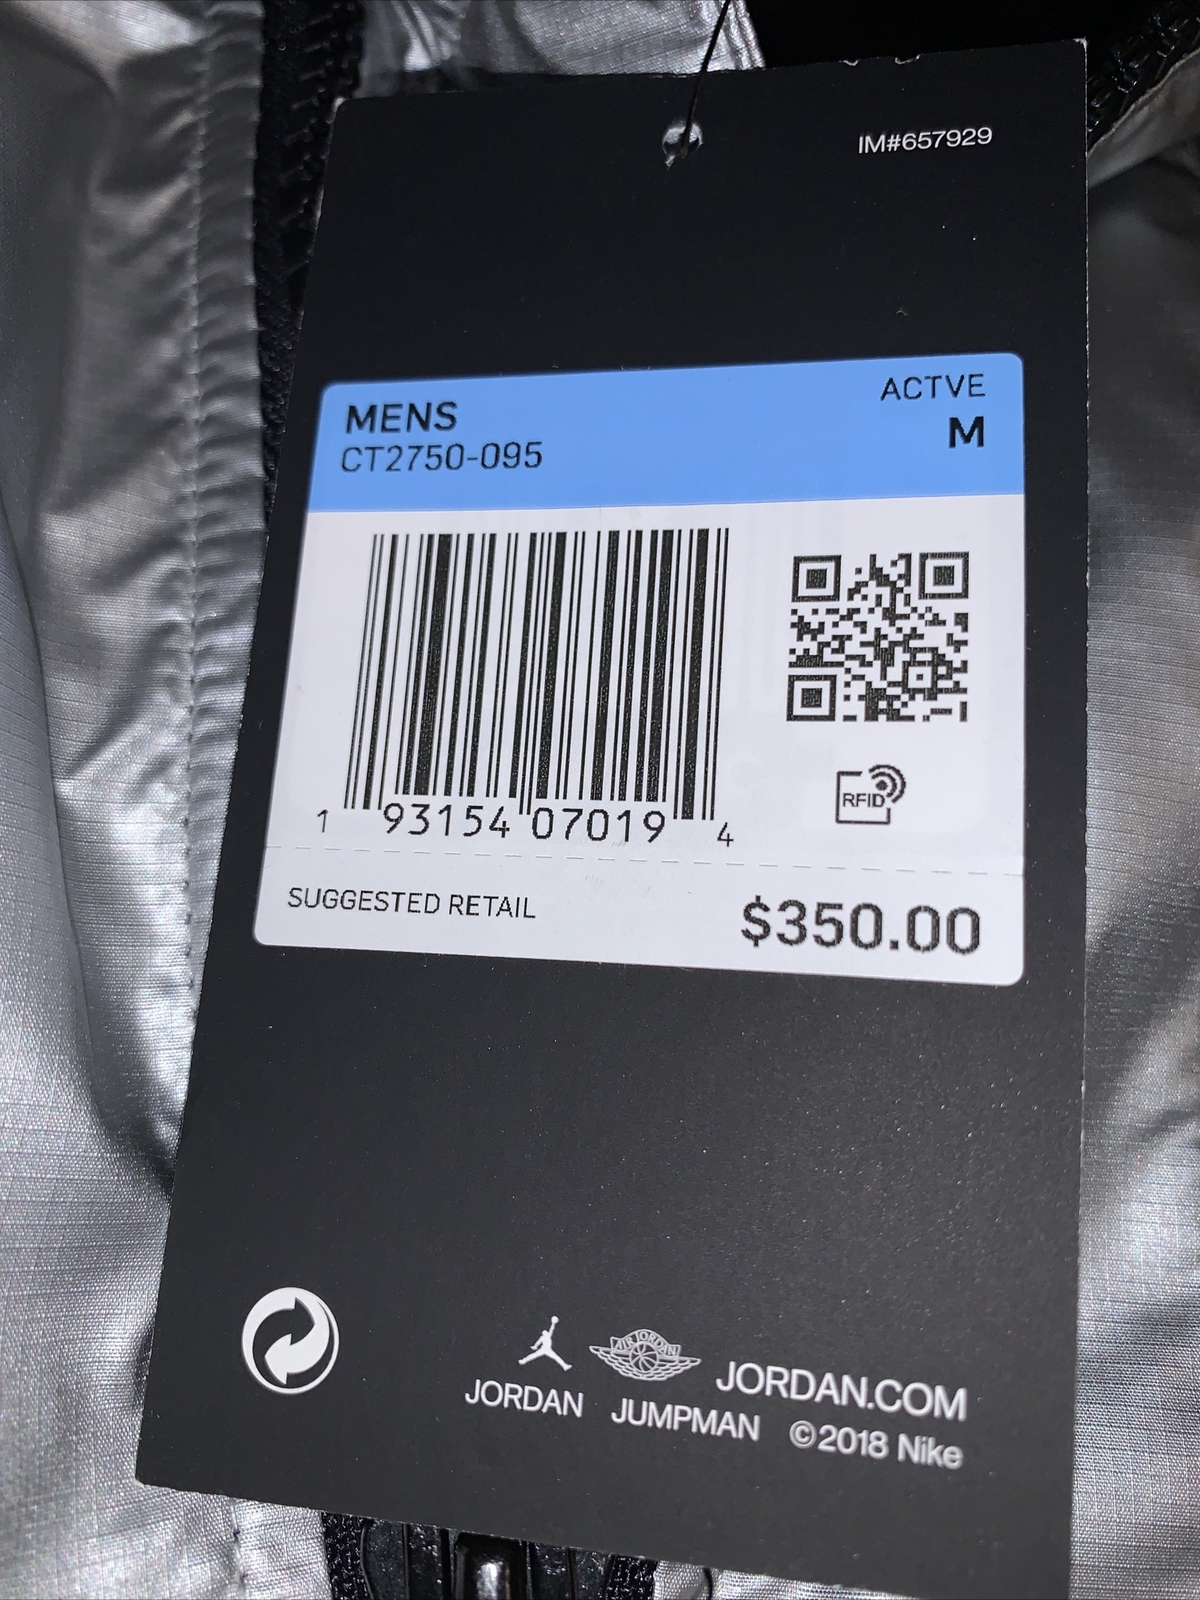 IM#657929
MENS
ACTVE
CT2750-095
M
1 93154 07019 4
RFID
SUGGESTED RETAIL
$350.00
AIR JORDAN
JORDAN.COM
JORDAN JUMPMAN ©2018 Nike